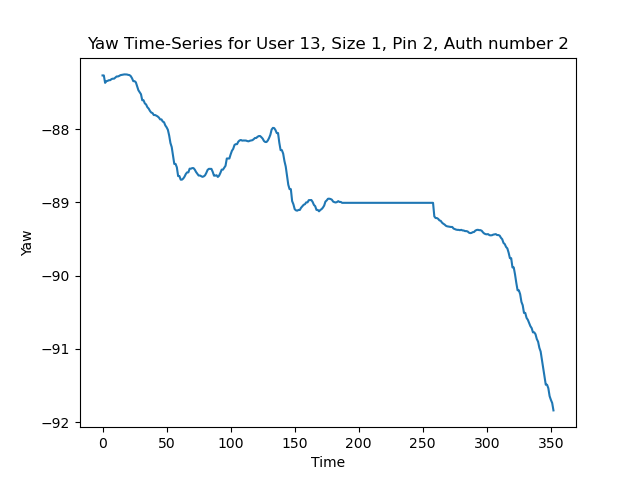 Yaw Time-Series for User 13, Size 1, Pin 2, Auth number 2
−88
−89
−90
−91
−92
Yaw
0 50 100 150 200 250 300 350
Time